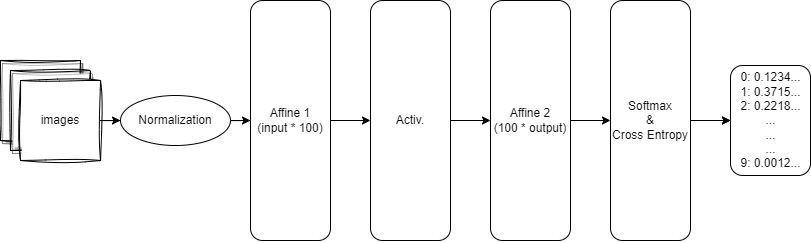 images
Normalization
Affine 1
(input * 100)
Activ.
Affine 2
(100 * output)
Softmax
&
Cross Entropy
0: 0.1234...
1: 0.3715...
2: 0.2218...
...
...
...
9: 0.0012...